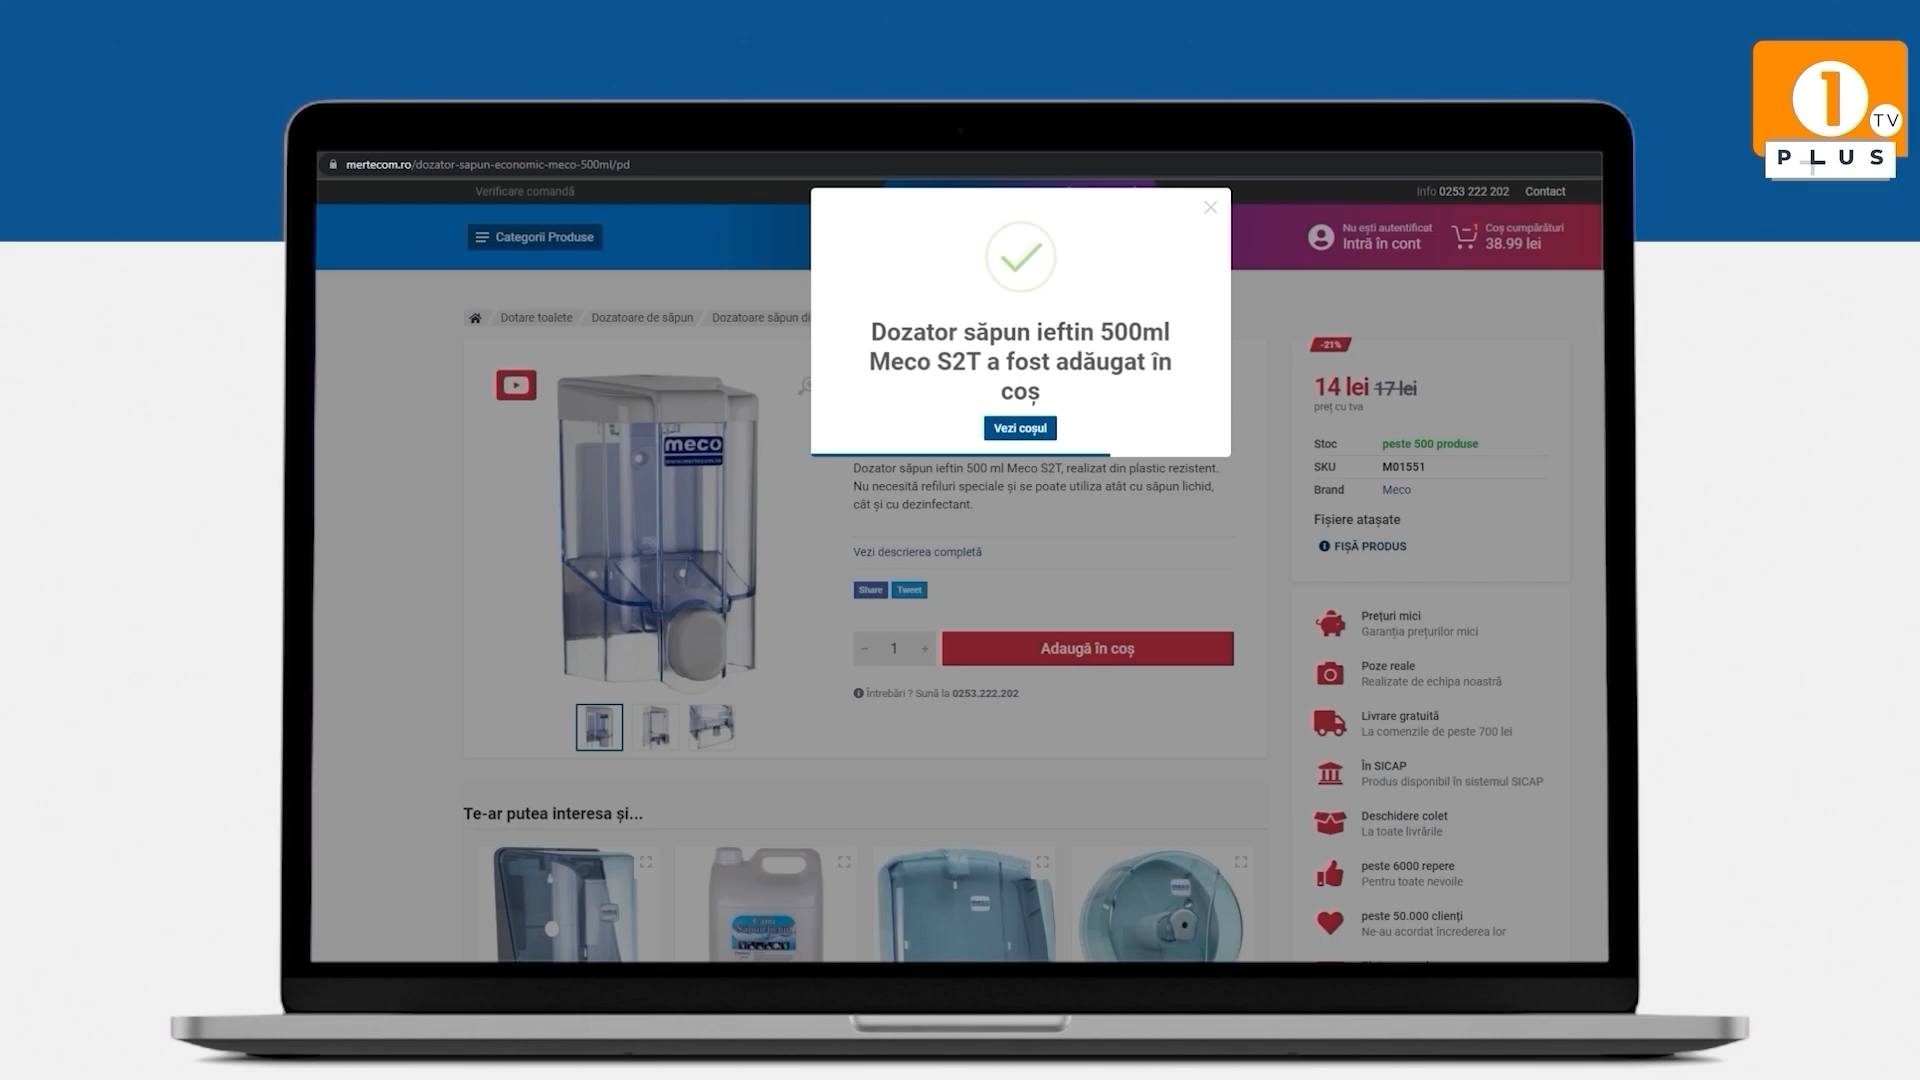 1
TV
PLUS
mertecom.ro/dozator-sapun-economic-meco-500ml/pd
Verificare comandă
Info 0253 222 202 Contact
Categorii Produse
Nu ești autentificat
Intră în cont
1
Coș cumpărături
38.99 lei
Dotare toalete
Dozatoare de săpun
Dozatoare săpun di
Dozator săpun ieftin 500ml
Meco S2T a fost adăugat în
coș
Vezi coșul
meco
www.mertecom.ro
Dozator săpun ieftin 500 ml Meco S2T, realizat din plastic rezistent.
Nu necesită refiluri speciale și se poate utiliza atât cu săpun lichid,
cât și cu dezinfectant.
Vezi descrierea completă
Share Tweet
− 1 +
Adaugă în coș
Întrebări ? Sună la 0253.222.202
-21%
14 lei 17 lei
preț cu tva
Stoc peste 500 produse
SKU M01551
Brand Meco
Fișiere atașate
FIȘĂ PRODUS
Prețuri mici
Garanția prețurilor mici
Poze reale
Realizate de echipa noastră
Livrare gratuită
La comenzile de peste 700 lei
În SICAP
Produs disponibil în sistemul SICAP
Deschidere colet
La toate livrările
peste 6000 repere
Pentru toate nevoile
peste 50.000 clienți
Ne-au acordat încrederea lor
Te-ar putea interesa și...